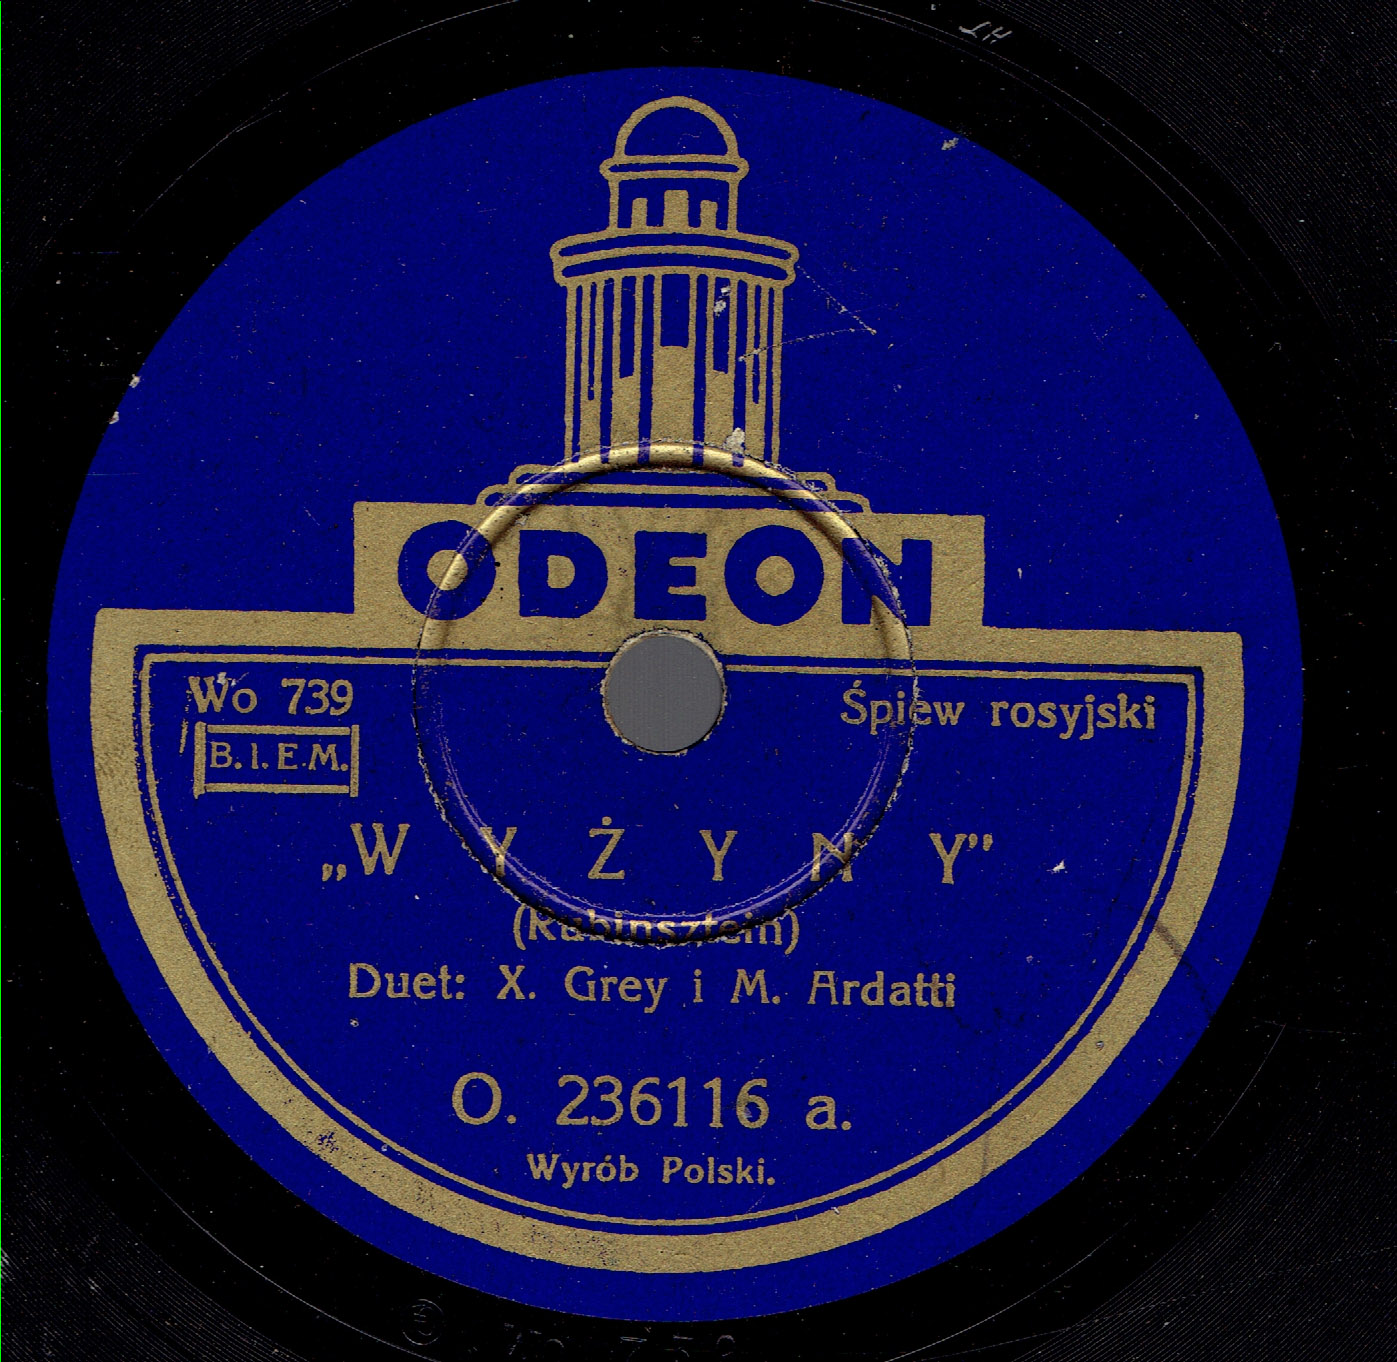 ODEON
Wo 739
Śpiew rosyjski
B. I. E. M.
„W Y Ż Y N Y”
(Rubinsztein)
Duet: X. Grey i M. Ardatti
O. 236116 a.
Wyrób Polski.